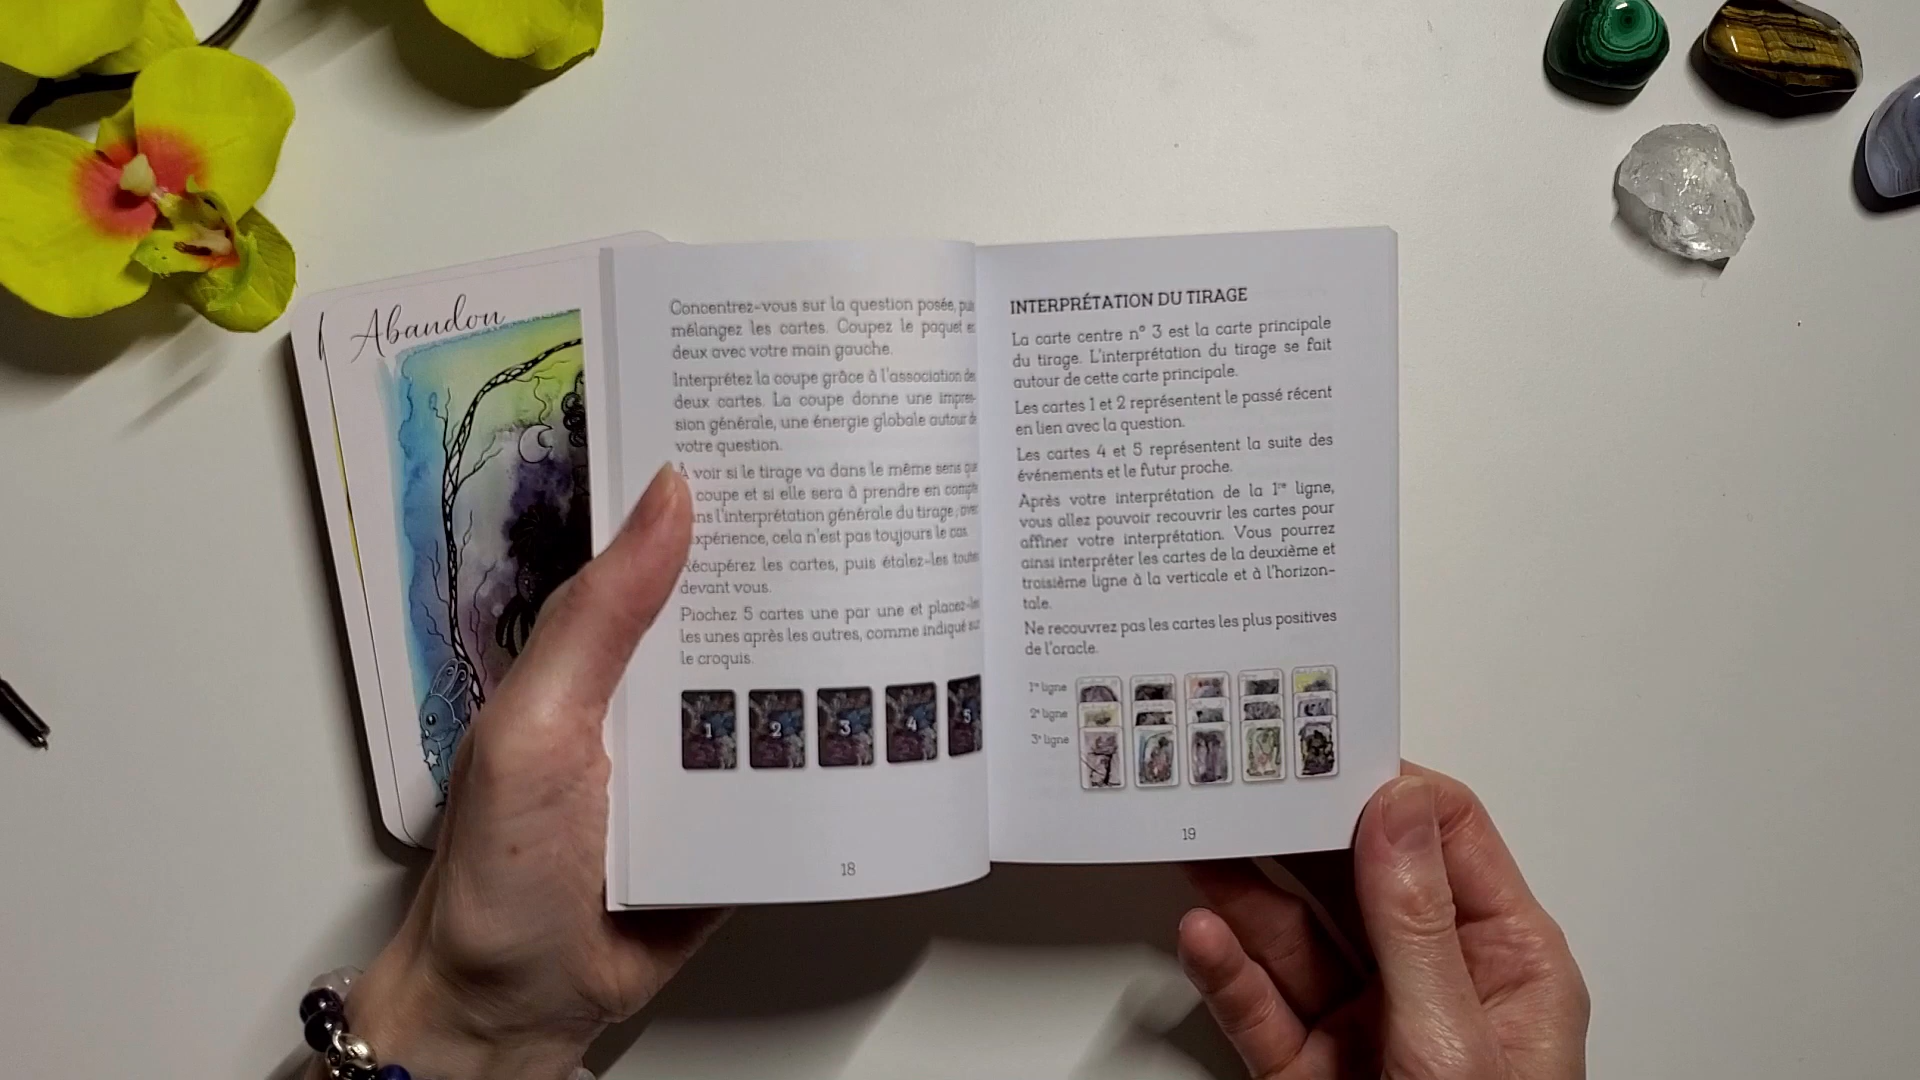 Abandon
Concentrez-vous sur la question posée, puis
mélangez les cartes. Coupez le paquet en
deux avec votre main gauche.
Interprétez la coupe grâce à l'association des
deux cartes. La coupe donne une impres-
sion générale, une énergie globale autour de
votre question.
À voir si le tirage va dans le même sens que
coupe et si elle sera à prendre en compte
l'interprétation générale du tirage, avec
cela n'est pas toujours le cas.
Récupérez les cartes, puis étalez-les toutes
devant vous.
Piochez 5 cartes une par une et placez-les
les unes après les autres, comme indiqué sur
le croquis.
1 2 3 4 5
18
INTERPRÉTATION DU TIRAGE
La carte centre n° 3 est la carte principale
du tirage. L'interprétation du tirage se fait
autour de cette carte principale.
Les cartes 1 et 2 représentent le passé récent
en lien avec la question.
Les cartes 4 et 5 représentent la suite des
événements et le futur proche.
Après votre interprétation de la 1re ligne,
vous allez pouvoir recouvrir les cartes pour
affiner votre interprétation. Vous pourrez
ainsi interpréter les cartes de la deuxième et
troisième ligne à la verticale et à l'horizon-
tale.
Ne recouvrez pas les cartes les plus positives
de l'oracle.
1re ligne
2e ligne
3e ligne
19